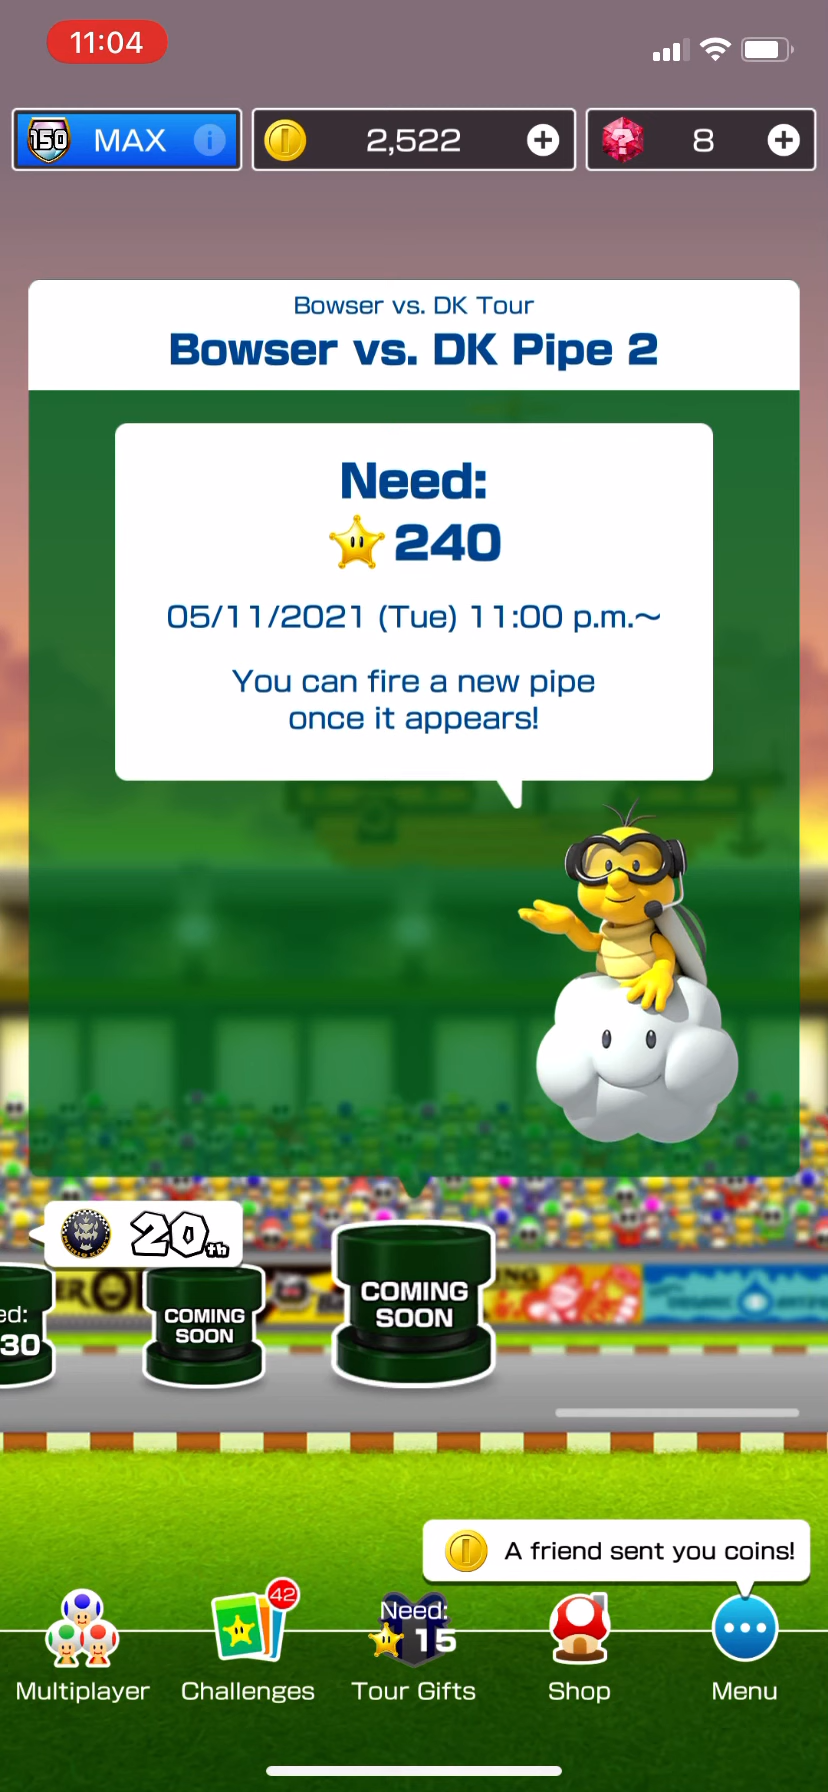 11:04
150 MAX i
2,522
8
Bowser vs. DK Tour
Bowser vs. DK Pipe 2
Need:
240
05/11/2021 (Tue) 11:00 p.m.~
You can fire a new pipe
once it appears!
20th
COMING
SOON
COMING
SOON
ed:
30
A friend sent you coins!
42
Need:
15
Multiplayer
Challenges
Tour Gifts
Shop
Menu